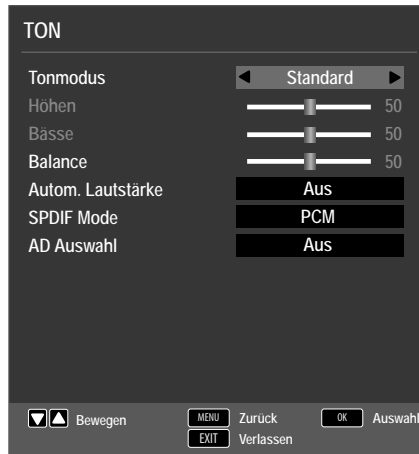 TON
Tonmodus Standard
Höhen 50
Bässe 50
Balance 50
Autom. Lautstärke Aus
SPDIF Mode PCM
AD Auswahl Aus
Bewegen MENU Zurück OK Auswahl
EXIT Verlassen